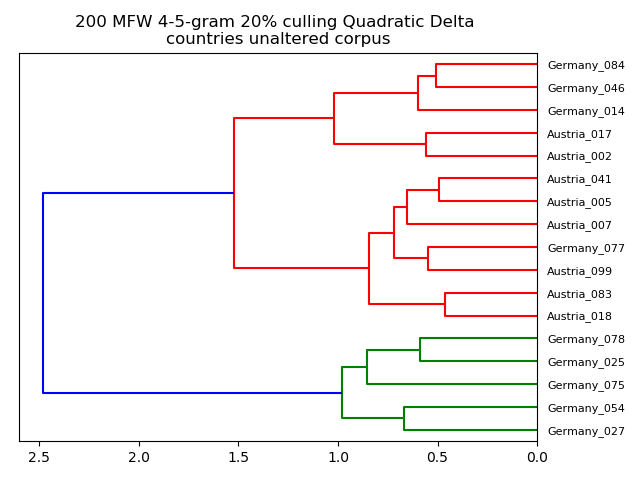 200 MFW 4-5-gram 20% culling Quadratic Delta
countries unaltered corpus
Germany_084
Germany_046
Germany_014
Austria_017
Austria_002
Austria_041
Austria_005
Austria_007
Germany_077
Austria_099
Austria_083
Austria_018
Germany_078
Germany_025
Germany_075
Germany_054
Germany_027
2.5 2.0 1.5 1.0 0.5 0.0